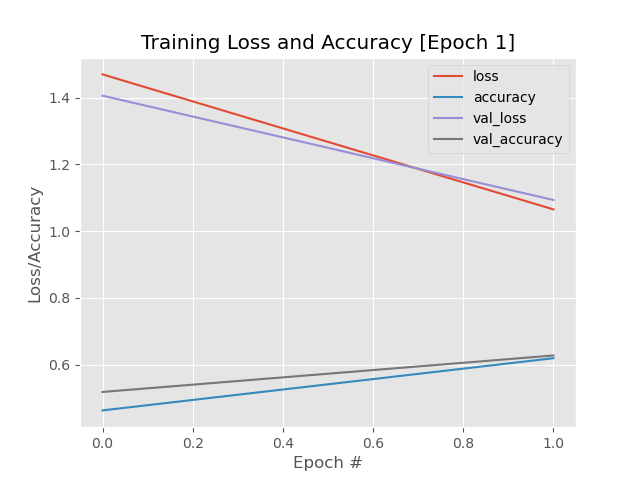 Training Loss and Accuracy [Epoch 1]
loss
accuracy
val_loss
val_accuracy
1.4
1.2
1.0
0.8
0.6
Loss/Accuracy
0.0 0.2 0.4 0.6 0.8 1.0
Epoch #